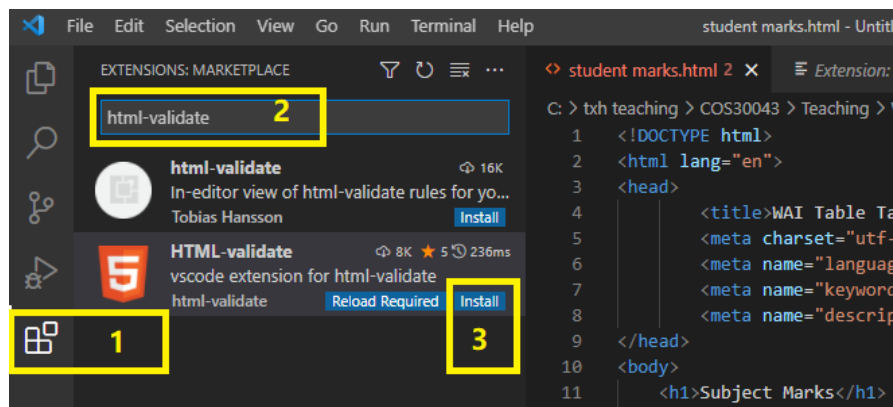 File Edit Selection View Go Run Terminal Help student marks.html - Untitl
EXTENSIONS: MARKETPLACE ...
html-validate 2
html-validate 16K
In-editor view of html-validate rules for yo...
Tobias Hansson Install
HTML-validate 8K 5 236ms
vscode extension for html-validate
html-validate Reload Required Install
1
3
student marks.html 2 Extension:
C: > txh teaching > COS30043 > Teaching >
1 <!DOCTYPE html>
2 <html lang="en">
3 <head>
4 <title>WAI Table Ta
5 <meta charset="utf-
6 <meta name="languag
7 <meta name="keyword
8 <meta name="descrip
9 </head>
10 <body>
11 <h1>Subject Marks</h1>